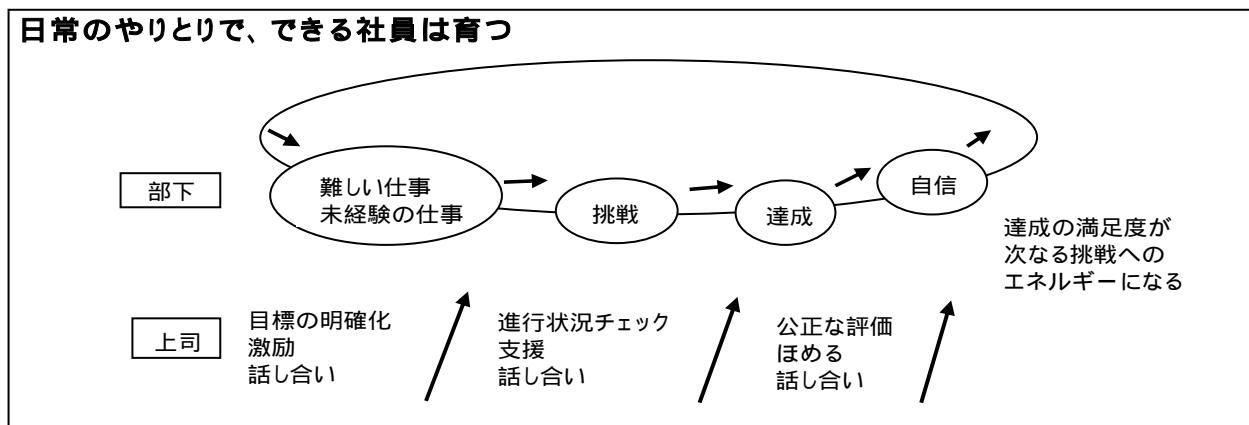 日常のやりとりで、できる社員は育つ
部下
難しい仕事
未経験の仕事
挑戦
達成
自信
達成の満足度が
次なる挑戦への
エネルギーになる
上司
目標の明確化
激励
話し合い
進行状況チェック
支援
話し合い
公正な評価
ほめる
話し合い